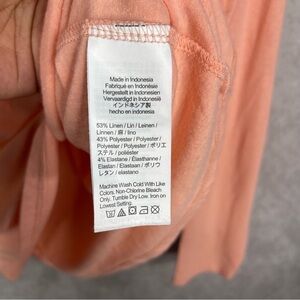 Made in Indonesia
Fabriqué en Indonésie
Hergestellt in Indonesien
Vervaardigd in Indonesië
インドネシア製
hecho en indonesia
53% Linen / Lin / Leinen /
Linnen / 麻 / lino
43% Polyester / Polyester /
Polyester / Polyester / ポリエ
ステル / poliéster
4% Elastane / Élasthanne /
Elastan / Elastaan / ポリウ
レタン / elastano
Machine Wash Cold With Like
Colors. Non-Chlorine Bleach.
Only. Tumble Dry Low. Iron on
Lowest Setting.